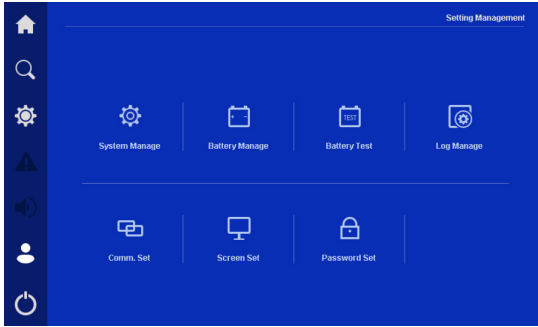 Setting Management
System Manage
Battery Manage
TEST
Battery Test
Log Manage
Comm. Set
Screen Set
Password Set